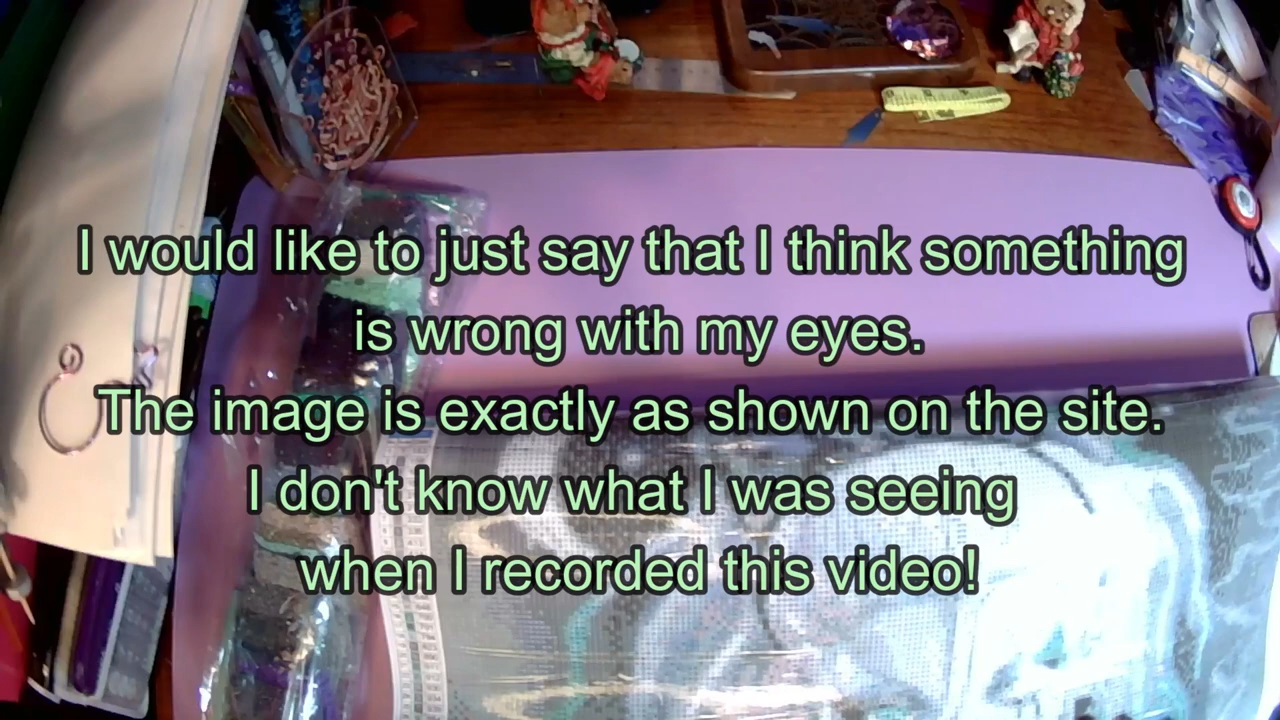 I would like to just say that I think something
is wrong with my eyes.
The image is exactly as shown on the site.
I don't know what I was seeing
when I recorded this video!